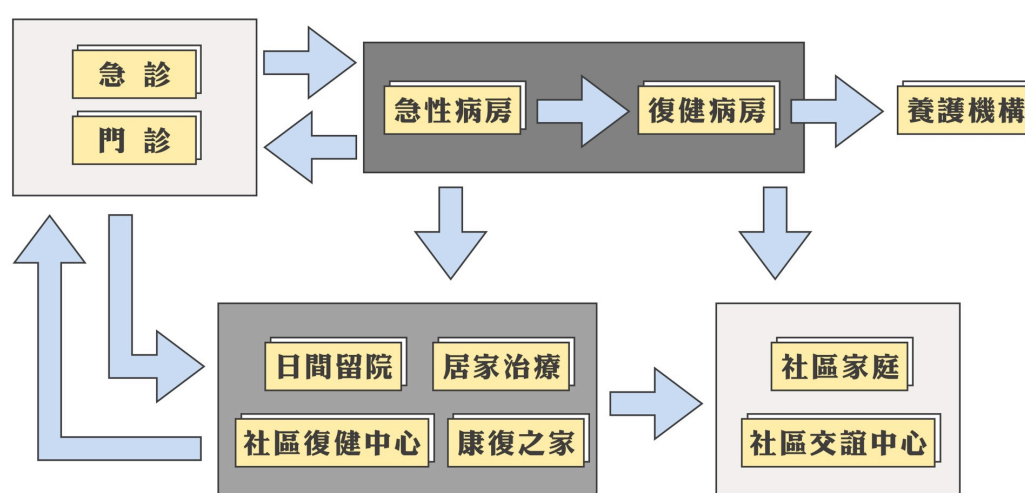 急診
門診
急性病房
復健病房
養護機構
日間留院
居家治療
社區復健中心
康復之家
社區家庭
社區交誼中心